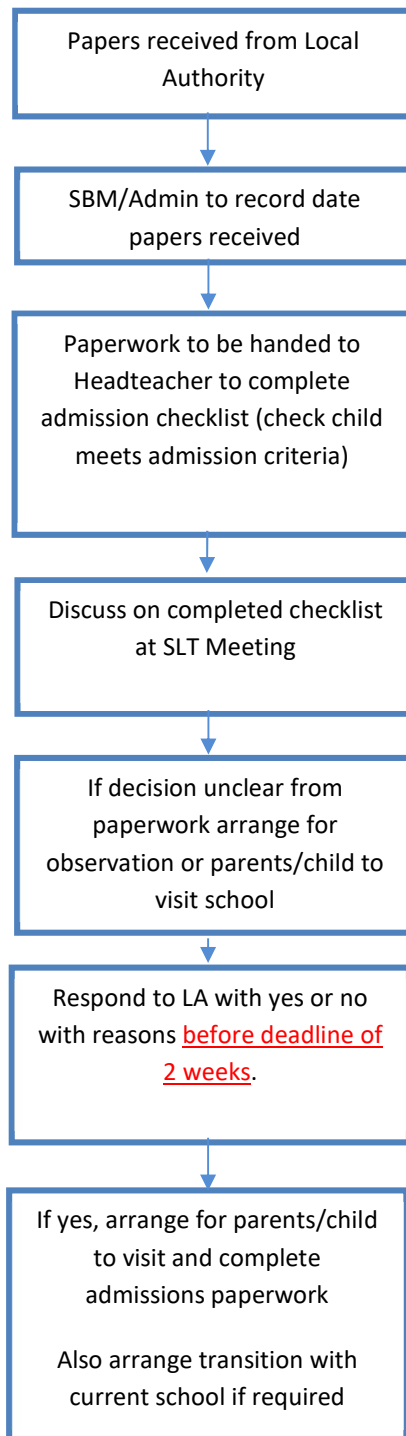 Papers received from Local
Authority
SBM/Admin to record date
papers received
Paperwork to be handed to
Headteacher to complete
admission checklist (check child
meets admission criteria)
Discuss on completed checklist
at SLT Meeting
If decision unclear from
paperwork arrange for
observation or parents/child to
visit school
Respond to LA with yes or no
with reasons before deadline of
2 weeks.
If yes, arrange for parents/child
to visit and complete
admissions paperwork
Also arrange transition with
current school if required